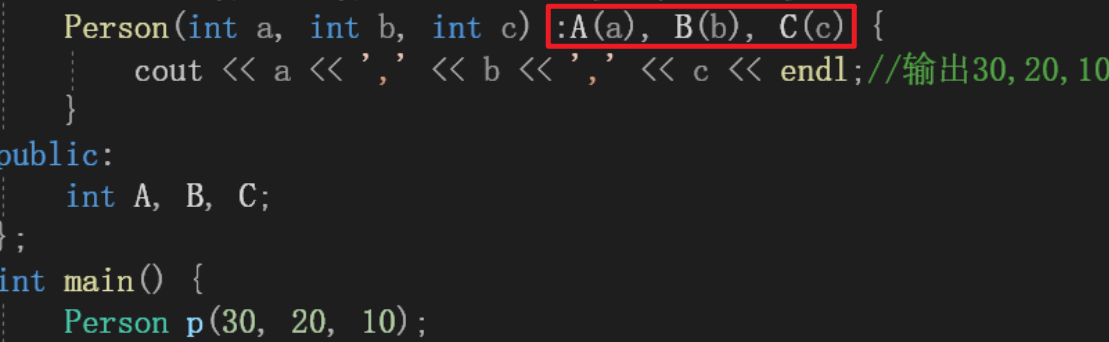 Person(int a, int b, int c) :A(a), B(b), C(c) {
cout << a << ',' << b << ',' << c << endl;//输出30,20,10
}
public:
int A, B, C;
};
int main() {
Person p(30, 20, 10);